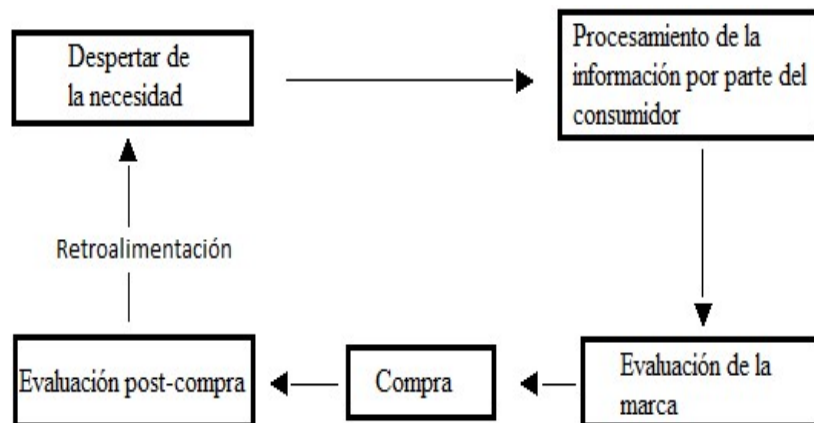 Despertar de
la necesidad
Procesamiento de la
información por parte del
consumidor
Retroalimentación
Evaluación post-compra
Compra
Evaluación de la
marca